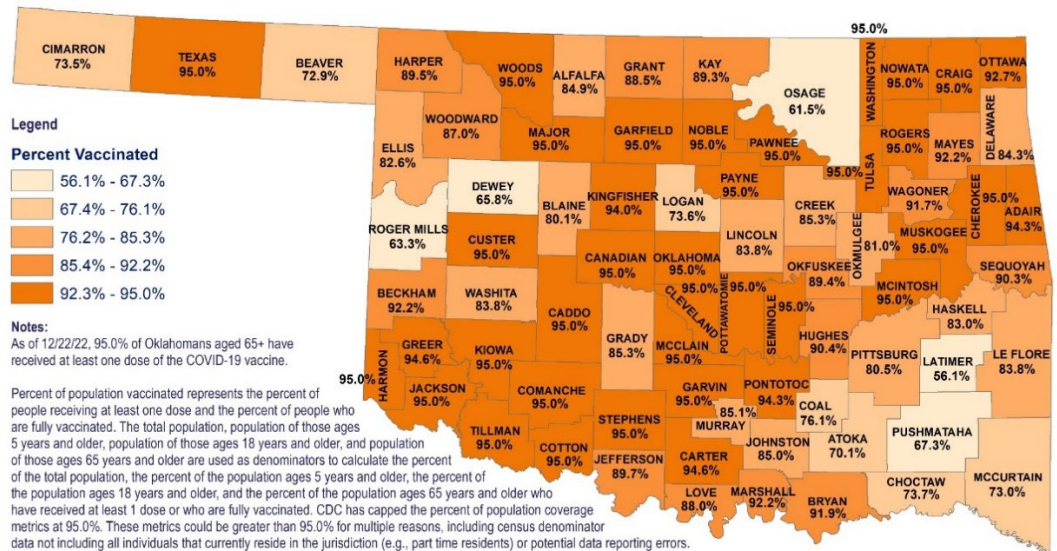 95.0%
CIMARRON
73.5%
TEXAS
95.0%
BEAVER
72.9%
HARPER
89.5%
WOODS
95.0%
ALFALFA
84.9%
GRANT
88.5%
KAY
89.3%
OSAGE
61.5%
WASHINGTON
NOWATA
95.0%
CRAIG
95.0%
OTTAWA
92.7%
Legend
Percent Vaccinated
56.1% - 67.3%
67.4% - 76.1%
76.2% - 85.3%
85.4% - 92.2%
92.3% - 95.0%
ELLIS
82.6%
WOODWARD
87.0%
MAJOR
95.0%
GARFIELD
95.0%
NOBLE
95.0%
PAWNEE
95.0%
95.0%
TULSA
ROGERS
95.0%
MAYES
92.2%
DELAWARE
84.3%
ROGER MILLS
63.3%
DEWEY
65.8%
CUSTER
95.0%
BLAINE
80.1%
KINGFISHER
94.0%
LOGAN
73.6%
PAYNE
95.0%
LINCOLN
83.8%
CREEK
85.3%
OKMULGEE
81.0%
WAGONER
91.7%
CHEROKEE
95.0%
ADAIR
94.3%
MUSKOGEE
95.0%
BECKHAM
92.2%
WASHITA
83.8%
CANADIAN
95.0%
OKLAHOMA
95.0%
95.0%
CLEVELAND
POTTAWATOMIE
95.0%
SEMINOLE
95.0%
OKFUSKEE
89.4%
MCINTOSH
95.0%
SEQUOYAH
90.3%
Notes:
As of 12/22/22, 95.0% of Oklahomans aged 65+ have
received at least one dose of the COVID-19 vaccine.
Percent of population vaccinated represents the percent of
people receiving at least one dose and the percent of people who
are fully vaccinated. The total population, population of those ages
5 years and older, population of those ages 18 years and older, and population
of those ages 65 years and older are used as denominators to calculate the percent
of the total population, the percent of the population ages 5 years and older, the percent of
the population ages 18 years and older, and the percent of the population ages 65 years and older who
have received at least 1 dose or who are fully vaccinated. CDC has capped the percent of population coverage
metrics at 95.0%. These metrics could be greater than 95.0% for multiple reasons, including census denominator
data not including all individuals that currently reside in the jurisdiction (e.g., part time residents) or potential data reporting errors.
95.0%
HARMON
GREER
94.6%
JACKSON
95.0%
KIOWA
95.0%
CADDO
95.0%
GRADY
85.3%
MCCLAIN
95.0%
HUGHES
90.4%
PITTSBURG
80.5%
HASKELL
83.0%
LATIMER
56.1%
LE FLORE
83.8%
TILLMAN
95.0%
COMANCHE
95.0%
COTTON
95.0%
STEPHENS
95.0%
JEFFERSON
89.7%
GARVIN
95.0%
85.1%
MURRAY
PONTOTOC
94.3%
COAL
76.1%
ATOKA
70.1%
PUSHMATAHA
67.3%
MCCURTAIN
73.0%
CARTER
94.6%
JOHNSTON
85.0%
LOVE
88.0%
MARSHALL
92.2%
BRYAN
91.9%
CHOCTAW
73.7%